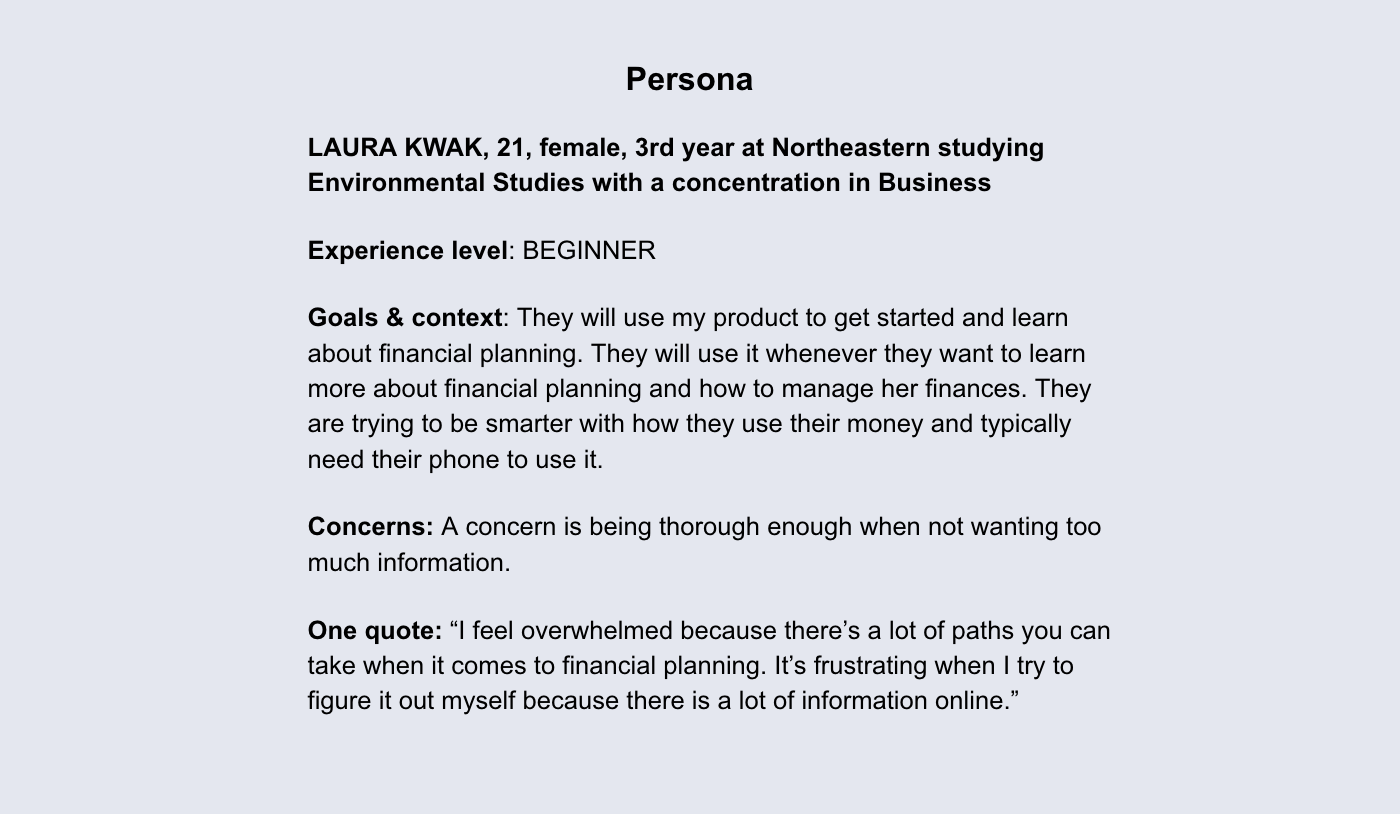 Persona
LAURA KWAK, 21, female, 3rd year at Northeastern studying
Environmental Studies with a concentration in Business
Experience level: BEGINNER
Goals & context: They will use my product to get started and learn
about financial planning. They will use it whenever they want to learn
more about financial planning and how to manage her finances. They
are trying to be smarter with how they use their money and typically
need their phone to use it.
Concerns: A concern is being thorough enough when not wanting too
much information.
One quote: “I feel overwhelmed because there’s a lot of paths you can
take when it comes to financial planning. It’s frustrating when I try to
figure it out myself because there is a lot of information online.”